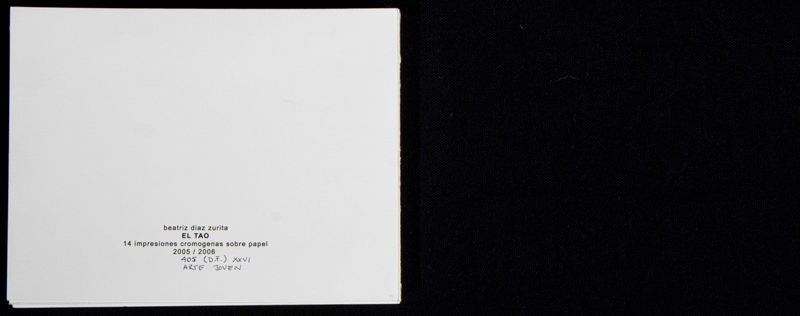 beatriz diaz zurita
EL TAO
14 impresiones cromogenas sobre papel
2005 / 2006
405 (D.F.) XXVI
ARTE JOVEN